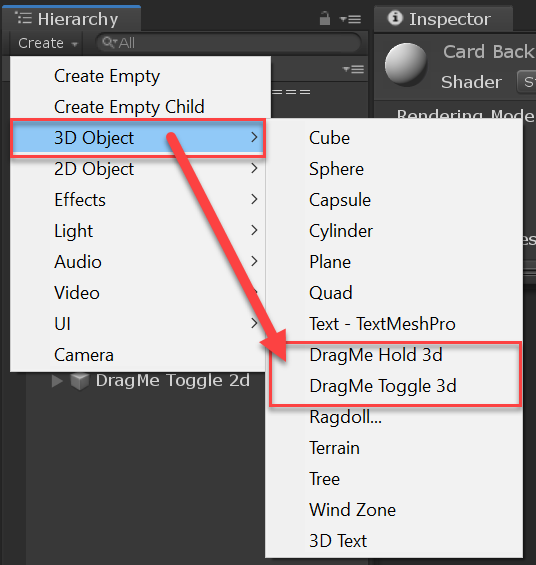 Hierarchy
Create
All
Create Empty
Create Empty Child
3D Object
2D Object
Effects
Light
Audio
Video
UI
Camera
===
DragMe Toggle 2d
Cube
Sphere
Capsule
Cylinder
Plane
Quad
Text - TextMeshPro
DragMe Hold 3d
DragMe Toggle 3d
Ragdoll...
Terrain
Tree
Wind Zone
3D Text
Inspector
Card Back
Shader